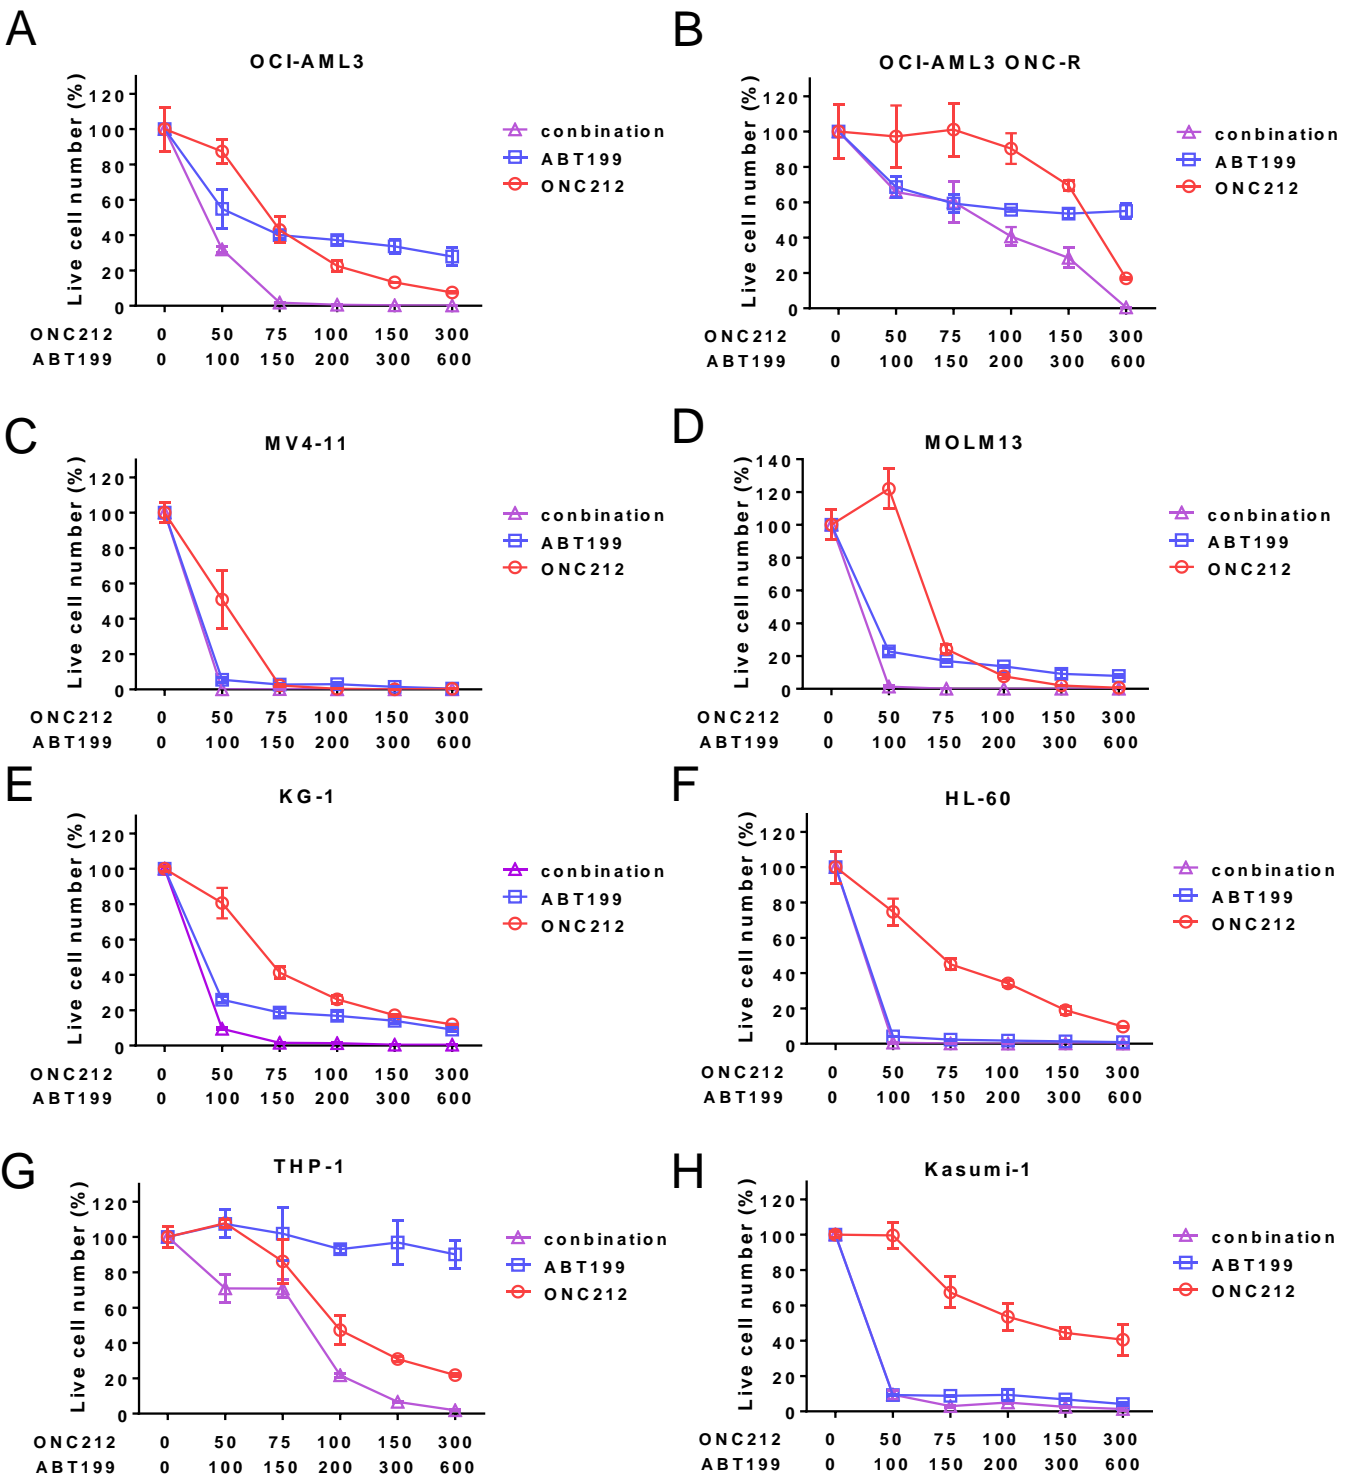 A
OCI-AML3
Live cell number (%)
120
100
80
60
40
20
0
conbination
ABT199
ONC212
ONC212 0 50 75 100 150 300
ABT199 0 100 150 200 300 600
B
OCI-AML3 ONC-R
Live cell number (%)
120
100
80
60
40
20
0
conbination
ABT199
ONC212
ONC212 0 50 75 100 150 300
ABT199 0 100 150 200 300 600
C
MV4-11
Live cell number (%)
120
100
80
60
40
20
0
conbination
ABT199
ONC212
ONC212 0 50 75 100 150 300
ABT199 0 100 150 200 300 600
D
MOLM13
Live cell number (%)
140
120
100
80
60
40
20
0
conbination
ABT199
ONC212
ONC212 0 50 75 100 150 300
ABT199 0 100 150 200 300 600
E
KG-1
Live cell number (%)
120
100
80
60
40
20
0
conbination
ABT199
ONC212
ONC212 0 50 75 100 150 300
ABT199 0 100 150 200 300 600
F
HL-60
Live cell number (%)
120
100
80
60
40
20
0
conbination
ABT199
ONC212
ONC212 0 50 75 100 150 300
ABT199 0 100 150 200 300 600
G
THP-1
Live cell number (%)
120
100
80
60
40
20
0
conbination
ABT199
ONC212
ONC212 0 50 75 100 150 300
ABT199 0 100 150 200 300 600
H
Kasumi-1
Live cell number (%)
120
100
80
60
40
20
0
conbination
ABT199
ONC212
ONC212 0 50 75 100 150 300
ABT199 0 100 150 200 300 600